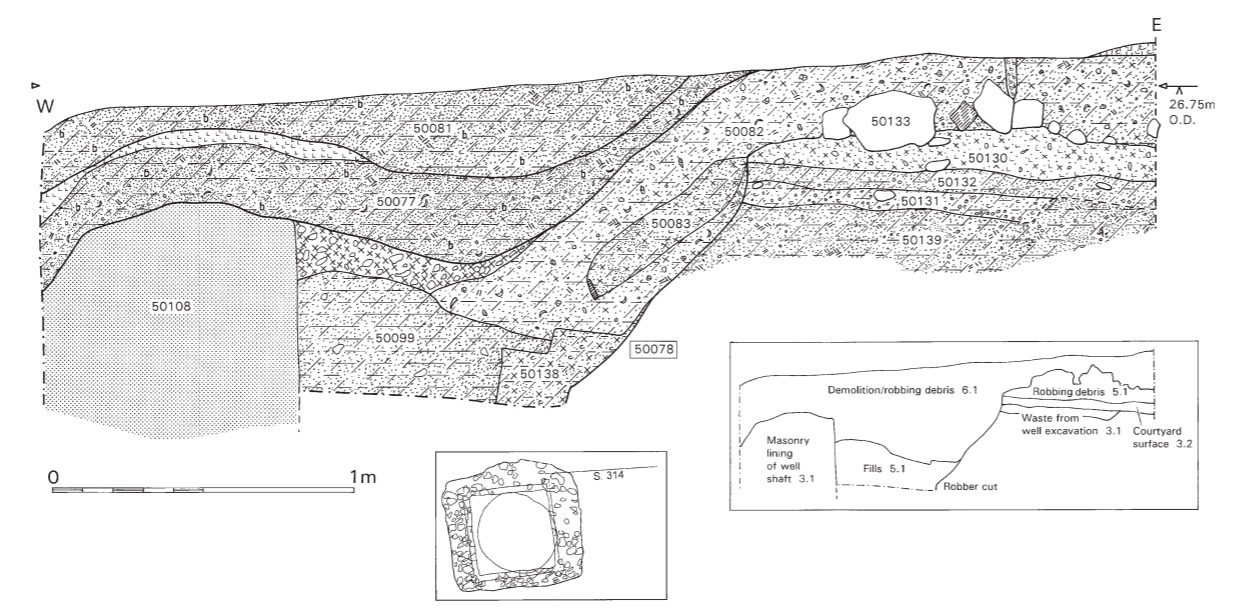 E
W
26.75m
O.D.
50081
50133
50082
50130
50132
50077
50131
50083
50139
50108
50099
50078
50138
b
b
b
b
b
b
b
b
b
b
b
0
1m
S. 314
Demolition/robbing debris 6.1
Robbing debris 5.1
Waste from
well excavation 3.1
Courtyard
surface 3.2
Masonry
lining
of well
shaft 3.1
Fills 5.1
Robber cut